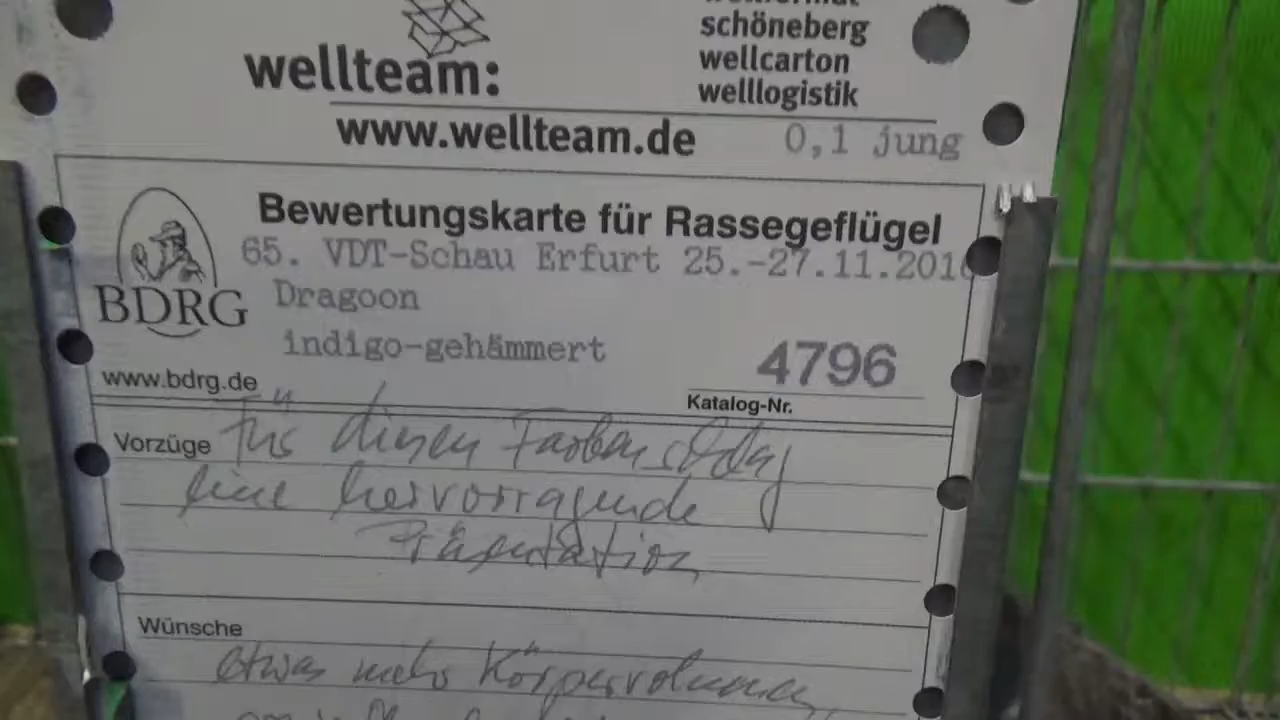 wellteam:
schöneberg
wellcarton
welllogistik
www.wellteam.de
0,1 jung
Bewertungskarte für Rassegeflügel
65. VDT-Schau Erfurt 25.-27.11.2016
BDRG
Dragoon
indigo-gehämmert
4796
www.bdrg.de
Katalog-Nr.
Vorzüge Für diesen Farbenschlag
eine hervorragende
Präsentation
Wünsche
etwas mehr Körpervolumen